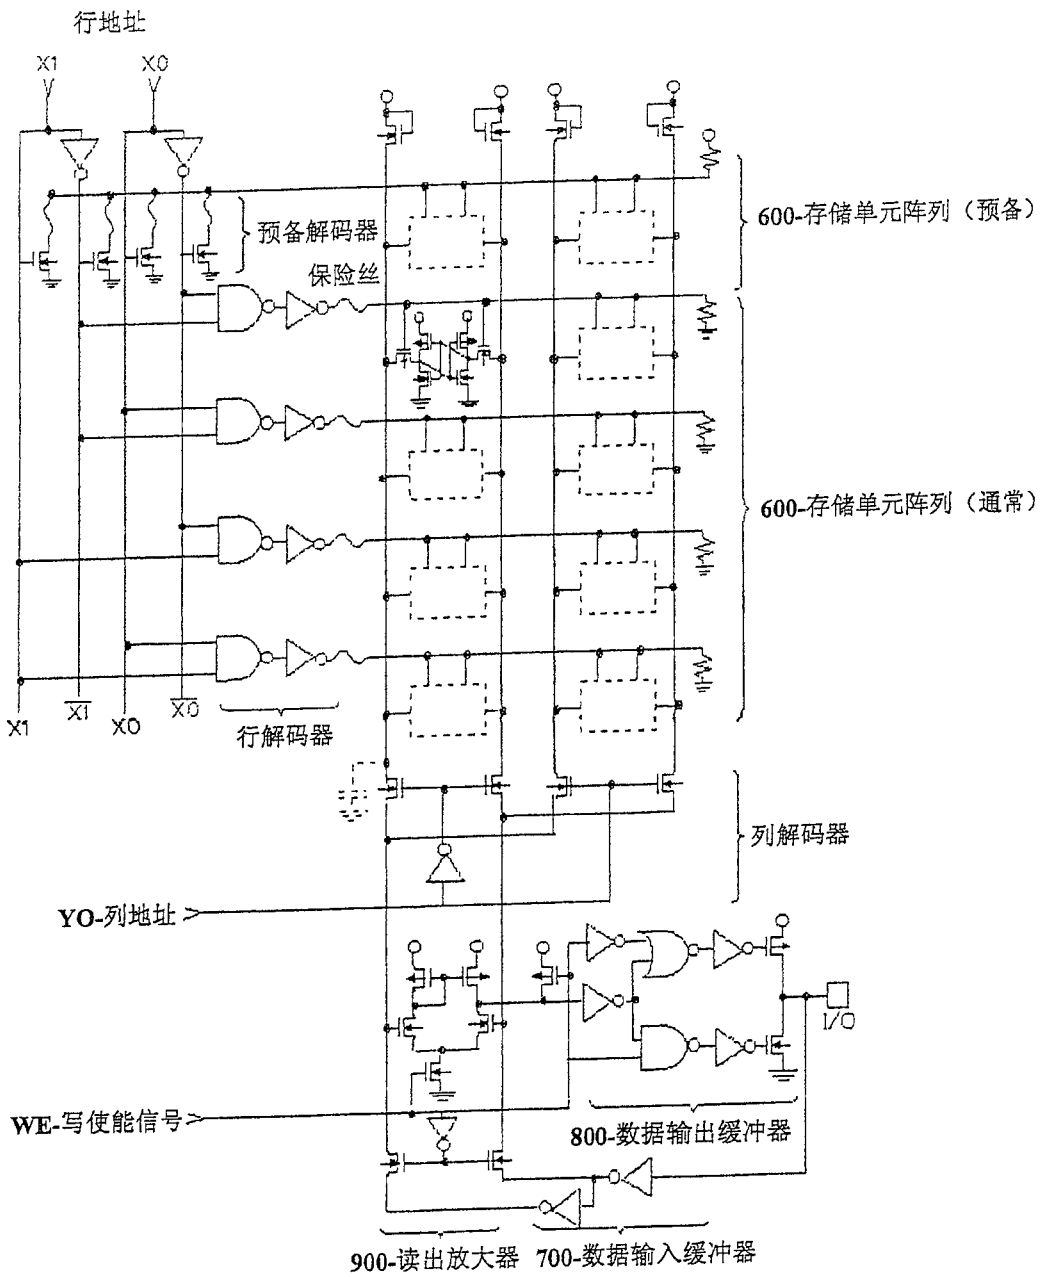 行地址
X1
X0
600-存储单元阵列（预备）
预备解码器
保险丝
600-存储单元阵列（通常）
X1
X1
X0
X0
行解码器
列解码器
YO-列地址
I/O
WE-写使能信号
800-数据输出缓冲器
900-读出放大器
700-数据输入缓冲器